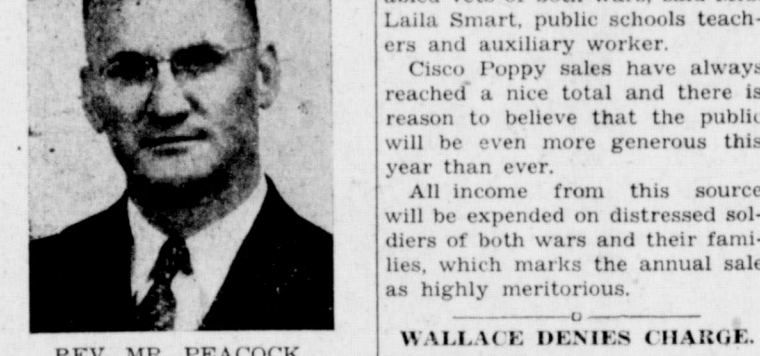 REV. MR. PEACOCK
Laila Smart, public schools teach-
ers and auxiliary worker.
Cisco Poppy sales have always
reached a nice total and there is
reason to believe that the public
will be even more generous this
year than ever.
All income from this source
will be expended on distressed sol-
diers of both wars and their fami-
lies, which marks the annual sale
as highly meritorious.
WALLACE DENIES CHARGE.